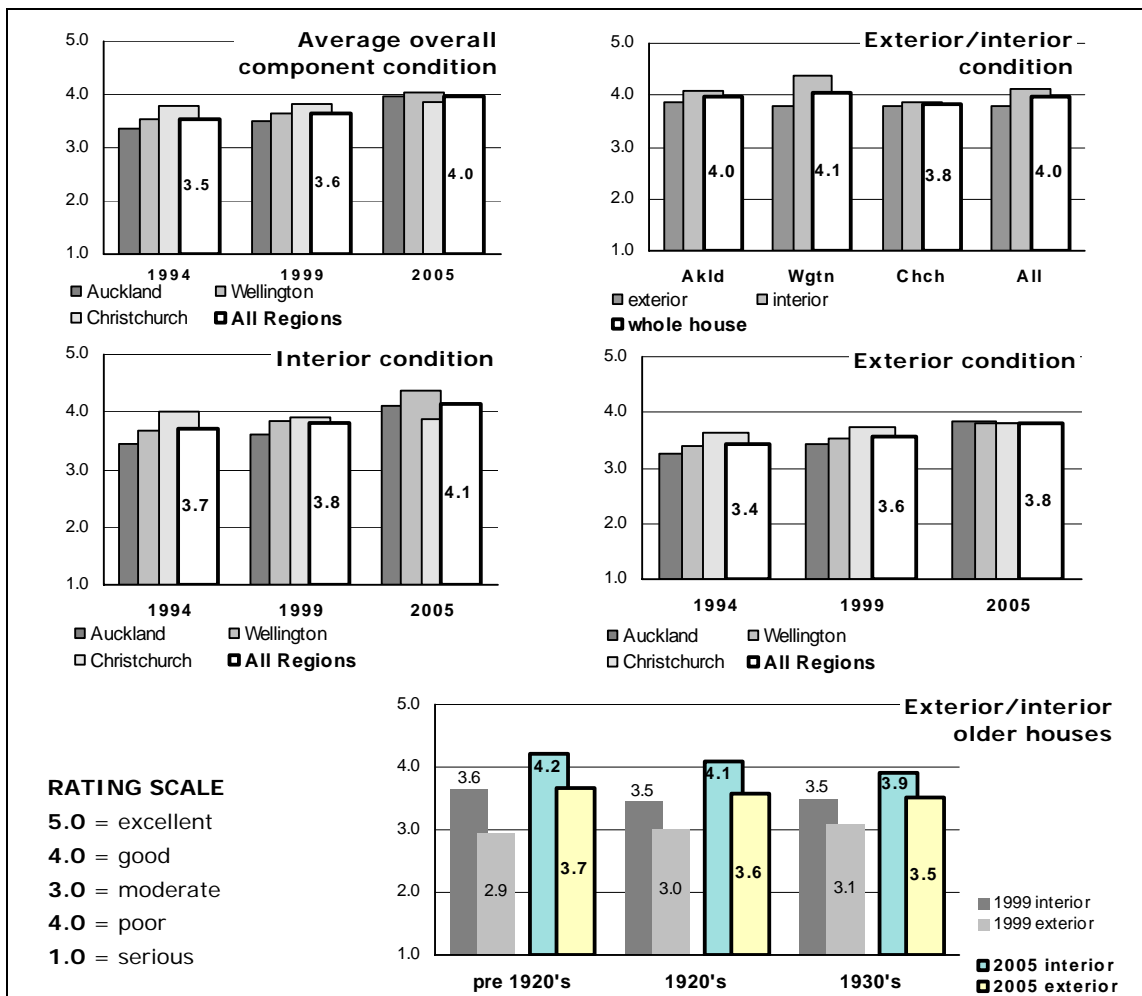 Average overall
component condition
5.0
4.0
3.0
2.0
1.0
3.5
3.6
4.0
1994
1999
2005
Auckland
Wellington
Christchurch
All Regions
Exterior/interior
condition
5.0
4.0
3.0
2.0
1.0
4.0
4.1
3.8
4.0
Akld
Wgtn
Chch
All
exterior
interior
whole house
Interior condition
5.0
4.0
3.0
2.0
1.0
3.7
3.8
4.1
1994
1999
2005
Auckland
Wellington
Christchurch
All Regions
Exterior condition
5.0
4.0
3.0
2.0
1.0
3.4
3.6
3.8
1994
1999
2005
Auckland
Wellington
Christchurch
All Regions
RATING SCALE
5.0 = excellent
4.0 = good
3.0 = moderate
4.0 = poor
1.0 = serious
Exterior/interior
older houses
5.0
4.0
3.0
2.0
1.0
3.6
2.9
4.2
3.7
3.5
3.0
4.1
3.6
3.5
3.1
3.9
3.5
pre 1920's
1920's
1930's
1999 interior
1999 exterior
2005 interior
2005 exterior